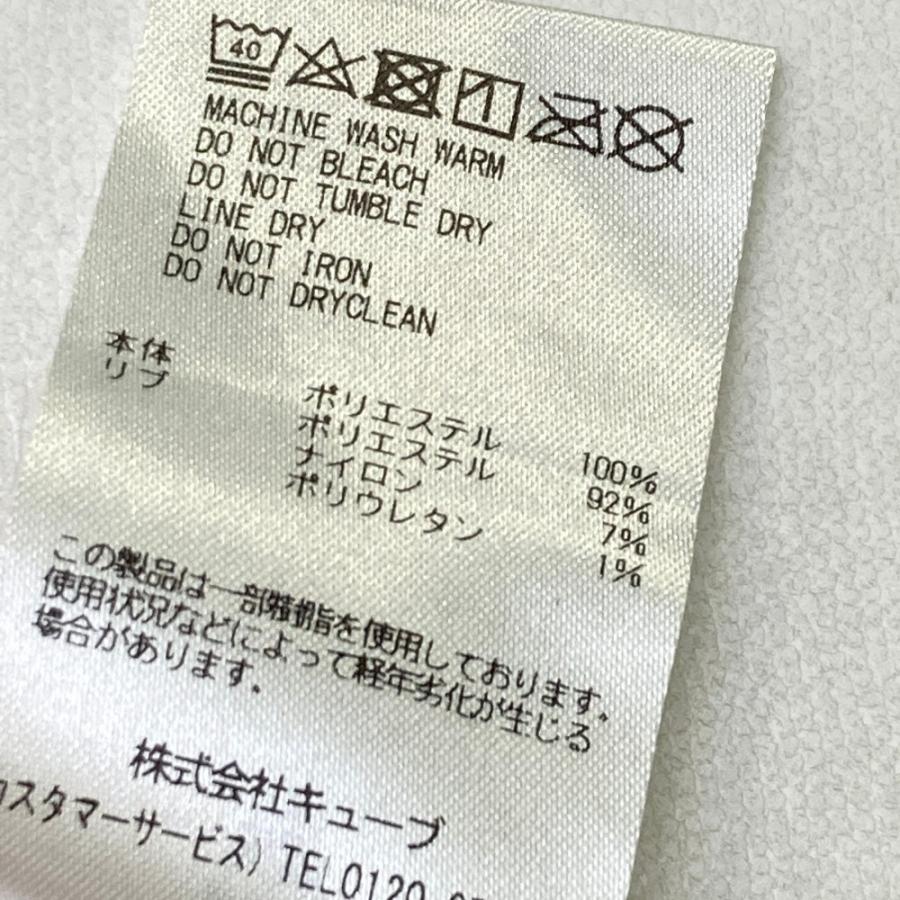 40
MACHINE WASH WARM
DO NOT BLEACH
DO NOT TUMBLE DRY
LINE DRY
DO NOT IRON
DO NOT DRYCLEAN
本体 ポリエステル 100%
リブ ポリエステル 92%
ナイロン 7%
ポリウレタン 1%
この製品は一部樹脂を使用しております。
使用状況などによって経年劣化が生じる
場合があります。
株式会社キューブ
カスタマーサービス) TEL0120